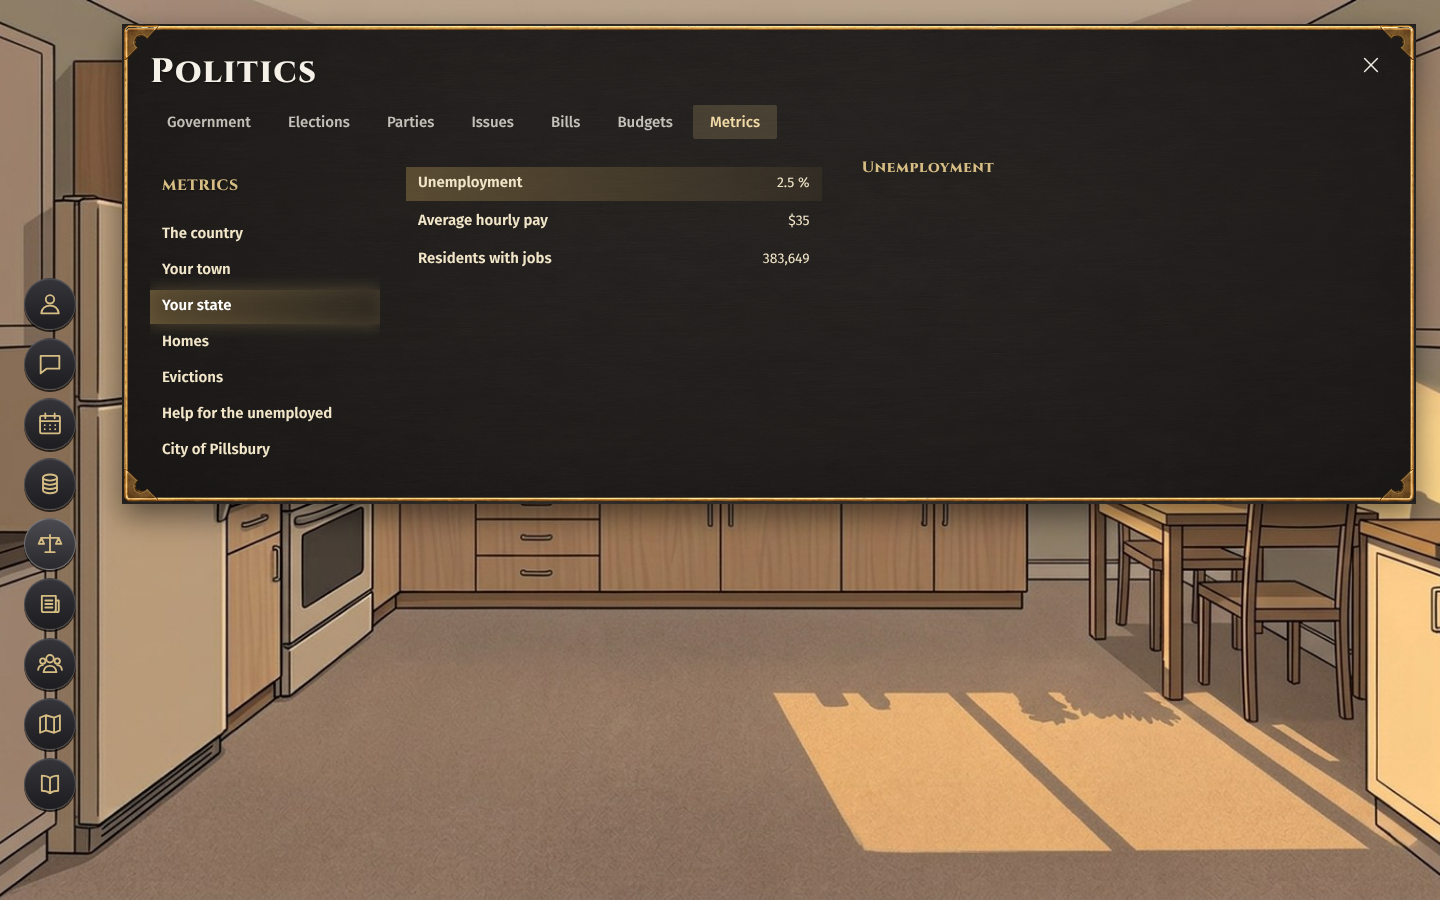 Politics
Government
Elections
Parties
Issues
Bills
Budgets
Metrics
Metrics
The country
Your town
Your state
Homes
Evictions
Help for the unemployed
City of Pillsbury
Unemployment 2.5 %
Average hourly pay $35
Residents with jobs 383,649
Unemployment